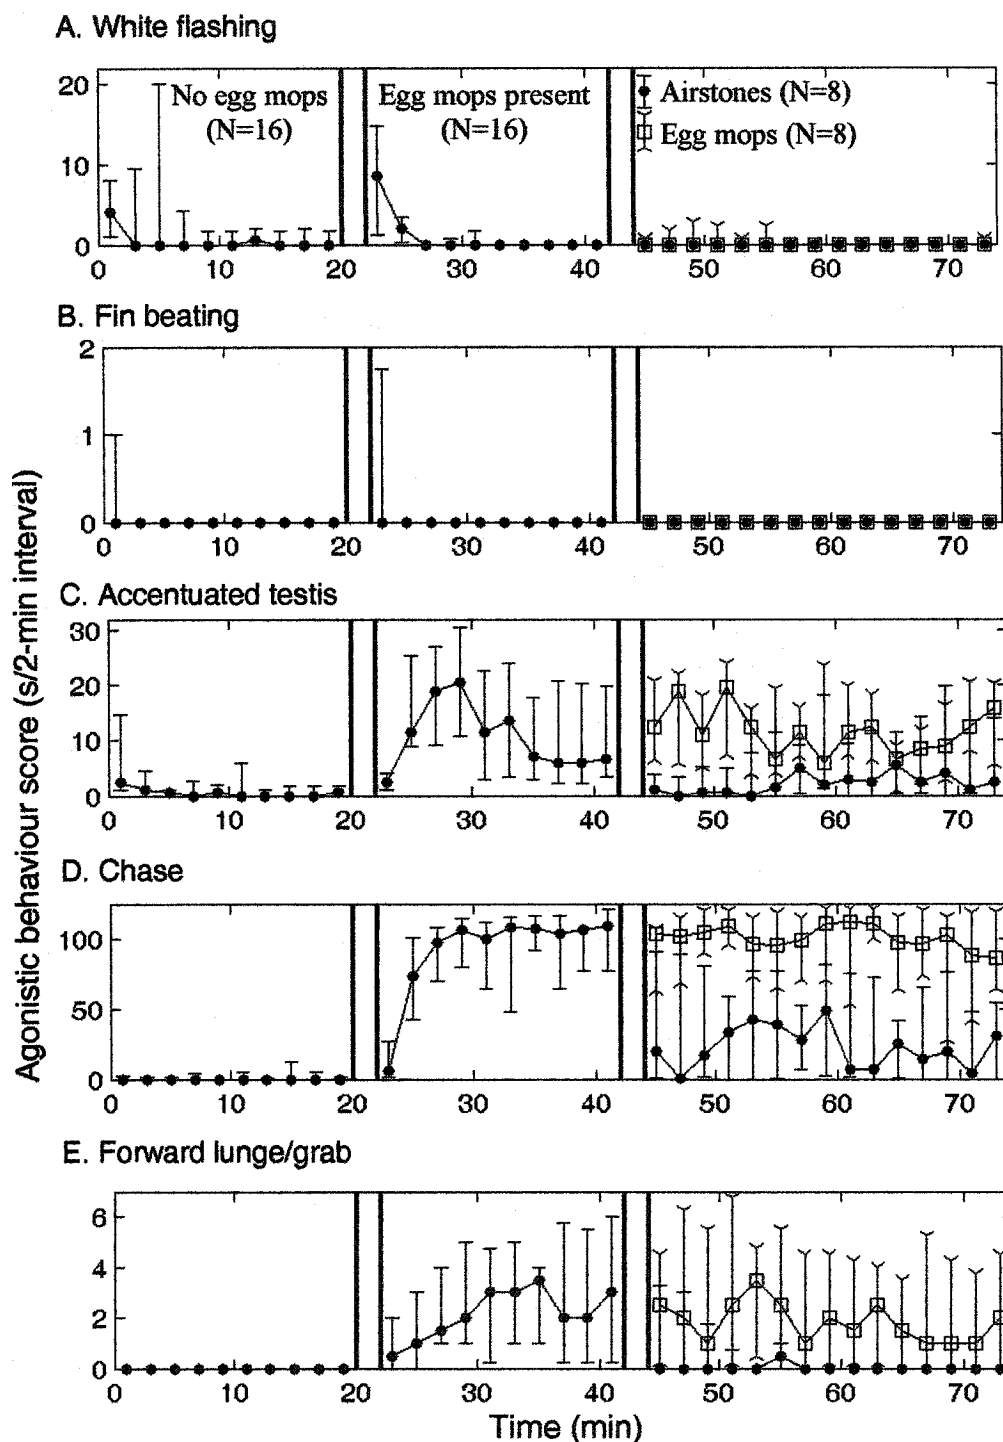 A. White flashing
20
10
0
No egg mops
(N=16)
Egg mops present
(N=16)
Airstones (N=8)
Egg mops (N=8)
0 10 20 30 40 50 60 70
B. Fin beating
2
1
0
0 10 20 30 40 50 60 70
Agonistic behaviour score (s/2-min interval)
C. Accentuated testis
30
20
10
0
0 10 20 30 40 50 60 70
D. Chase
100
50
0
0 10 20 30 40 50 60 70
E. Forward lunge/grab
6
4
2
0
0 10 20 30 40 50 60 70
Time (min)